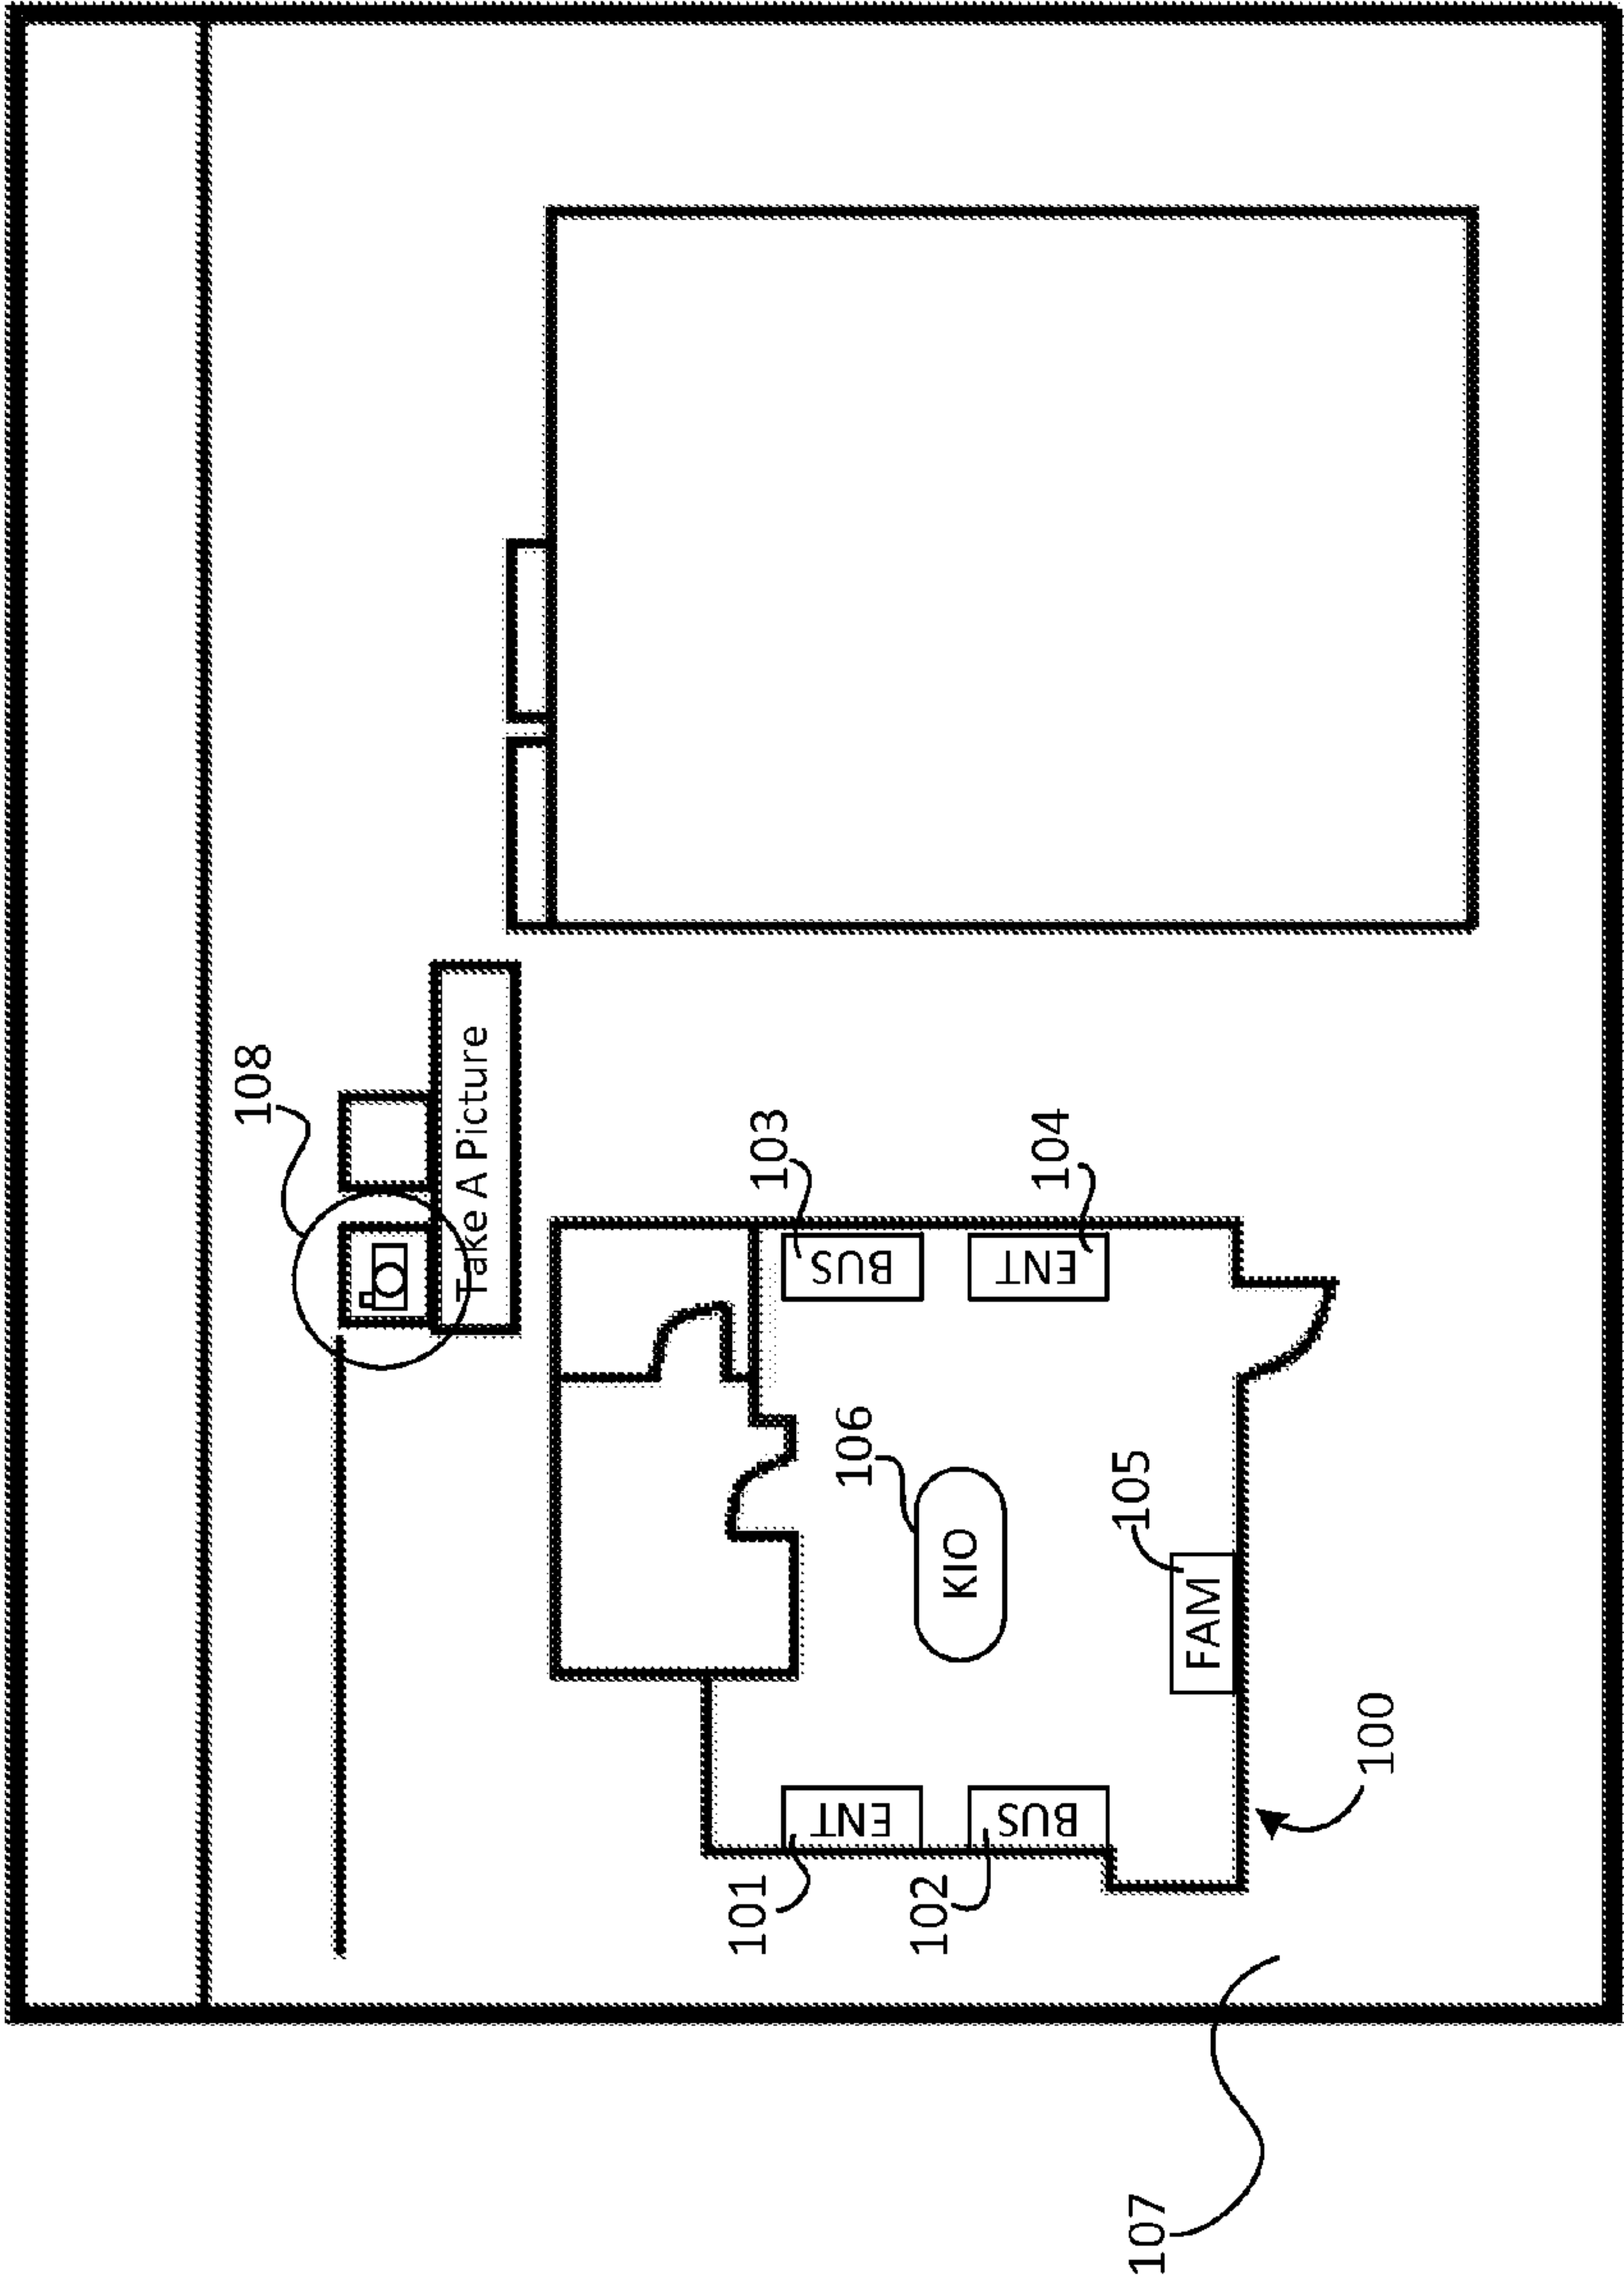 108
Take A Picture
101
103
ENT
106
BUS
102
KIO
104
BUS
ENT
107
105
FAM
100